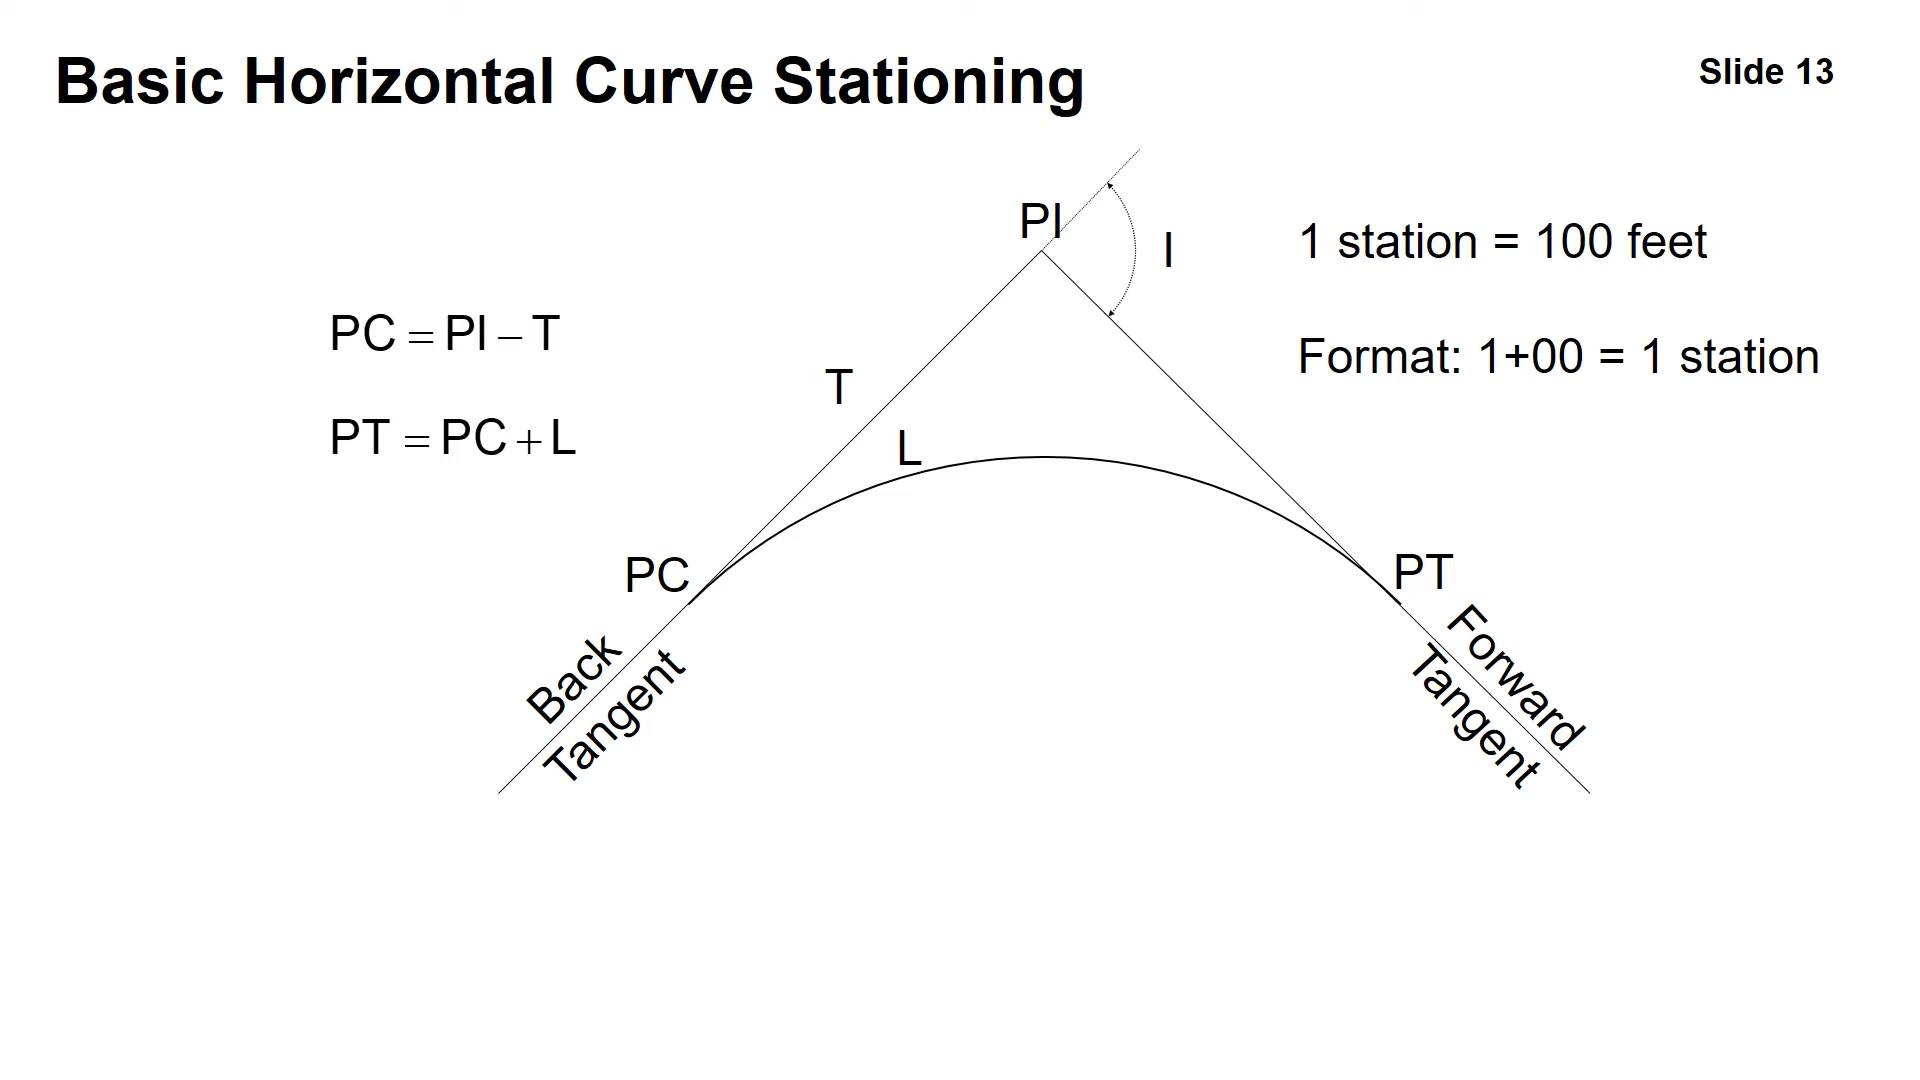 Basic Horizontal Curve Stationing
Slide 13
PI
I
1 station = 100 feet
PC = PI − T
Format: 1+00 = 1 station
T
PT = PC + L
L
PC
PT
Back
Tangent
Forward
Tangent